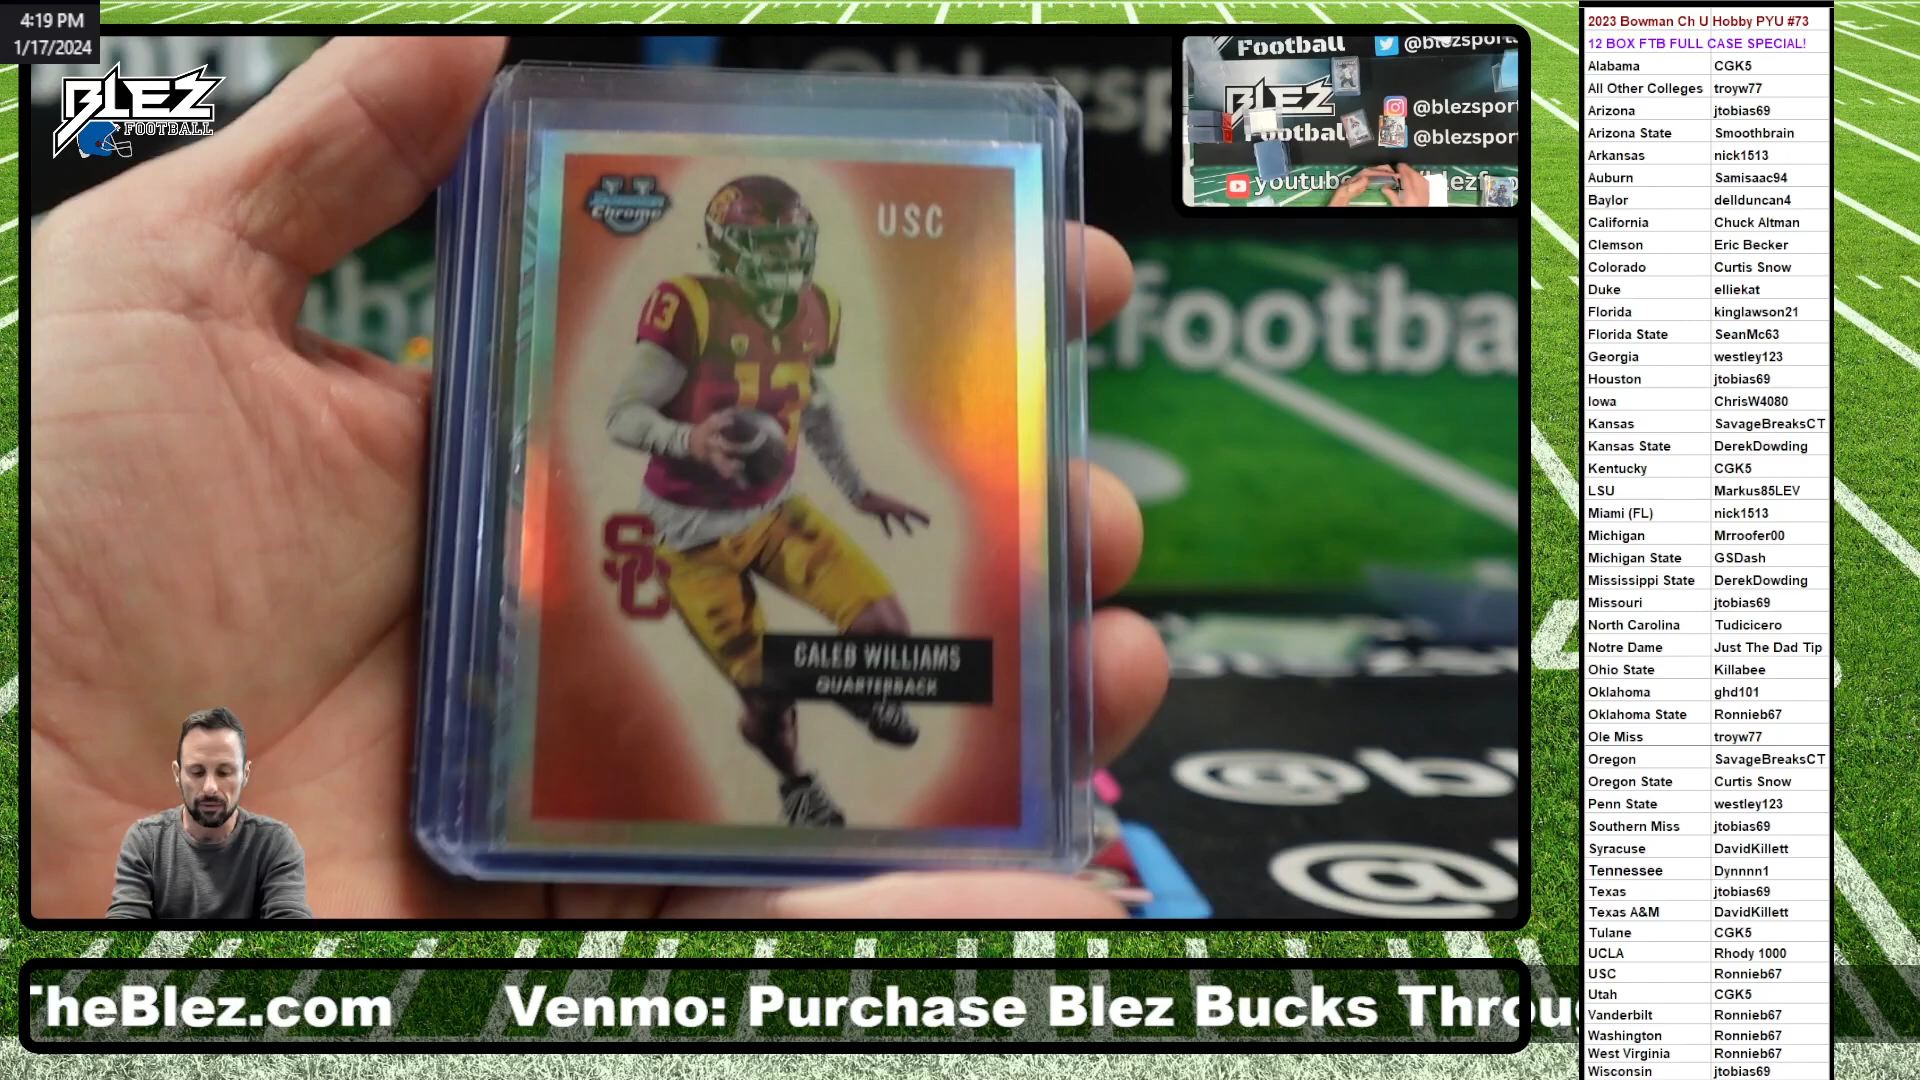 4:19 PM
1/17/2024
BLEZ
FOOTBALL
Chrome
USC
13
13
SC
CALEB WILLIAMS
QUARTERBACK
football
@bl
@
Football
@blezsport
BLEZ
Football
@blezsport
@blezsport
youtube
2023 Bowman Ch U Hobby PYU #73
12 BOX FTB FULL CASE SPECIAL!
Alabama CGK5
All Other Colleges troyw77
Arizona jtobias69
Arizona State Smoothbrain
Arkansas nick1513
Auburn Samisaac94
Baylor dellduncan4
California Chuck Altman
Clemson Eric Becker
Colorado Curtis Snow
Duke elliekat
Florida kinglawson21
Florida State SeanMc63
Georgia westley123
Houston jtobias69
Iowa ChrisW4080
Kansas SavageBreaksCT
Kansas State DerekDowding
Kentucky CGK5
LSU Markus85LEV
Miami (FL) nick1513
Michigan Mrroofer00
Michigan State GSDash
Mississippi State DerekDowding
Missouri jtobias69
North Carolina Tudicicero
Notre Dame Just The Dad Tip
Ohio State Killabee
Oklahoma ghd101
Oklahoma State Ronnieb67
Ole Miss troyw77
Oregon SavageBreaksCT
Oregon State Curtis Snow
Penn State westley123
Southern Miss jtobias69
Syracuse DavidKillett
Tennessee Dynnnn1
Texas jtobias69
Texas A&M DavidKillett
Tulane CGK5
UCLA Rhody 1000
USC Ronnieb67
Utah CGK5
Vanderbilt Ronnieb67
Washington Ronnieb67
West Virginia Ronnieb67
Wisconsin jtobias69
TheBlez.com Venmo: Purchase Blez Bucks Throu